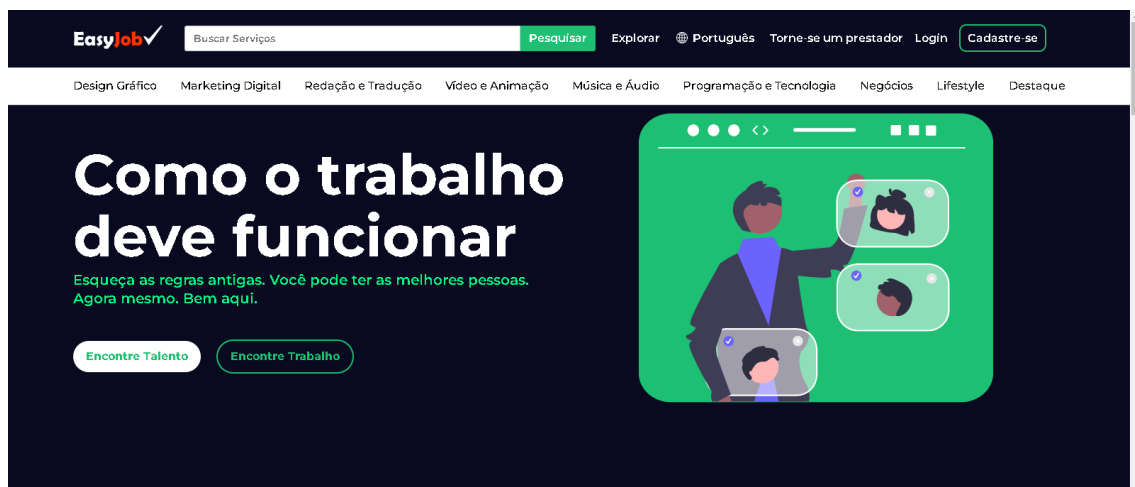 EasyJob Buscar Serviços Pesquisar Explorar Português Torne-se um prestador Login Cadastre-se
Design Gráfico Marketing Digital Redação e Tradução Vídeo e Animação Música e Áudio Programação e Tecnologia Negócios Lifestyle Destaque
Como o trabalho
deve funcionar
Esqueça as regras antigas. Você pode ter as melhores pessoas.
Agora mesmo. Bem aqui.
Encontre Talento Encontre Trabalho